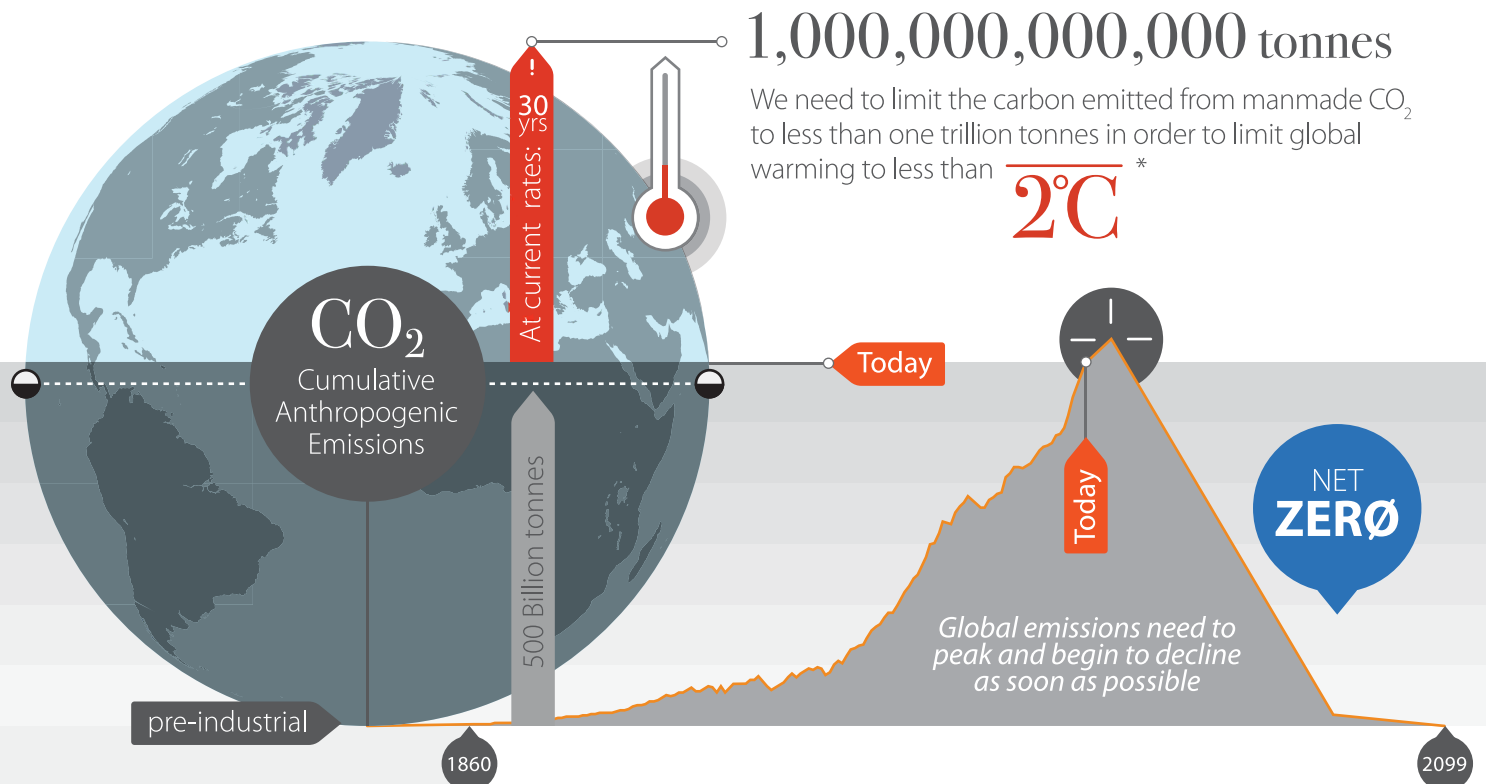 1,000,000,000,000 tonnes
We need to limit the carbon emitted from manmade CO₂
to less than one trillion tonnes in order to limit global
warming to less than 2°C *
!
30
yrs
At current rates:
CO₂
Cumulative
Anthropogenic
Emissions
Today
500 Billion tonnes
Today
NET
ZERØ
Global emissions need to
peak and begin to decline
as soon as possible
pre-industrial
1860
2099